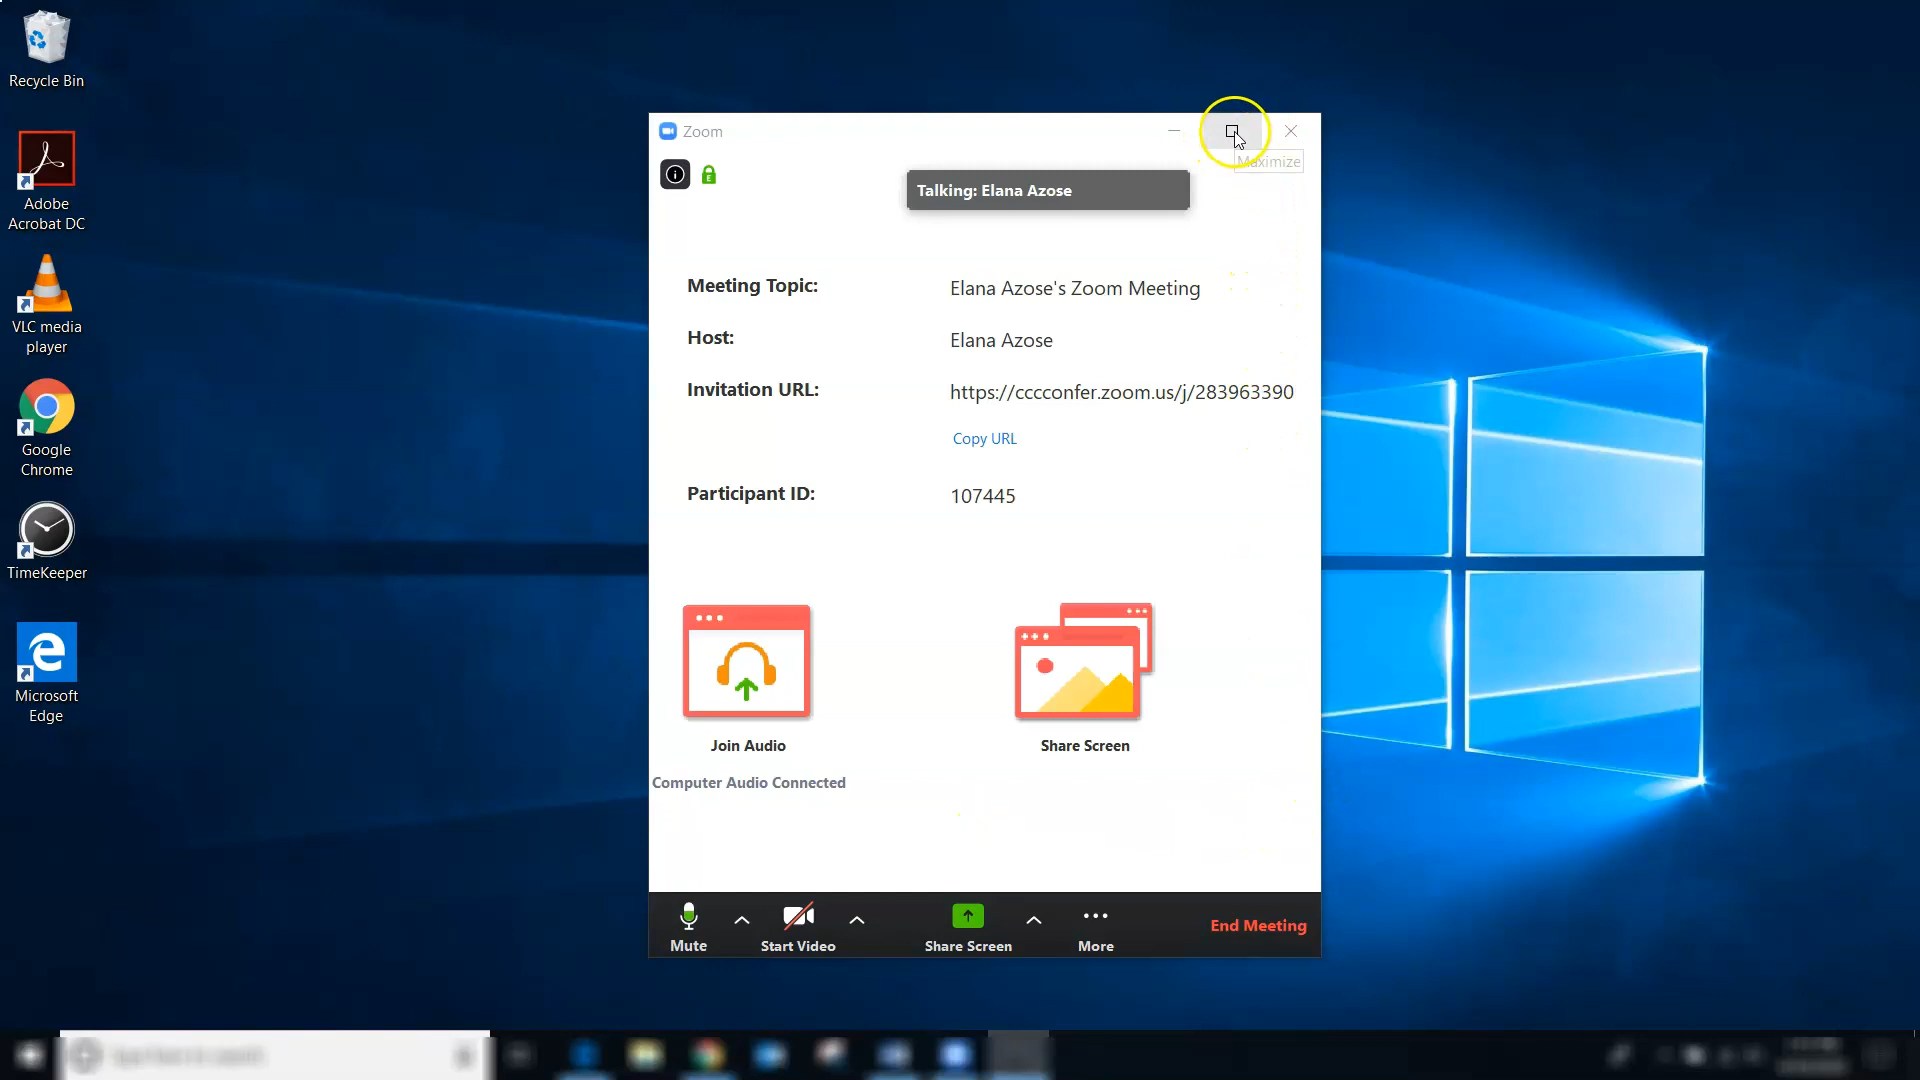 Recycle Bin
Adobe
Acrobat DC
VLC media
player
Google
Chrome
TimeKeeper
Microsoft
Edge
Zoom
Maximize
Talking: Elana Azose
Meeting Topic: Elana Azose's Zoom Meeting
Host: Elana Azose
Invitation URL: https://cccconfer.zoom.us/j/283963390
Copy URL
Participant ID: 107445
Join Audio Share Screen
Computer Audio Connected
Mute Start Video Share Screen More End Meeting